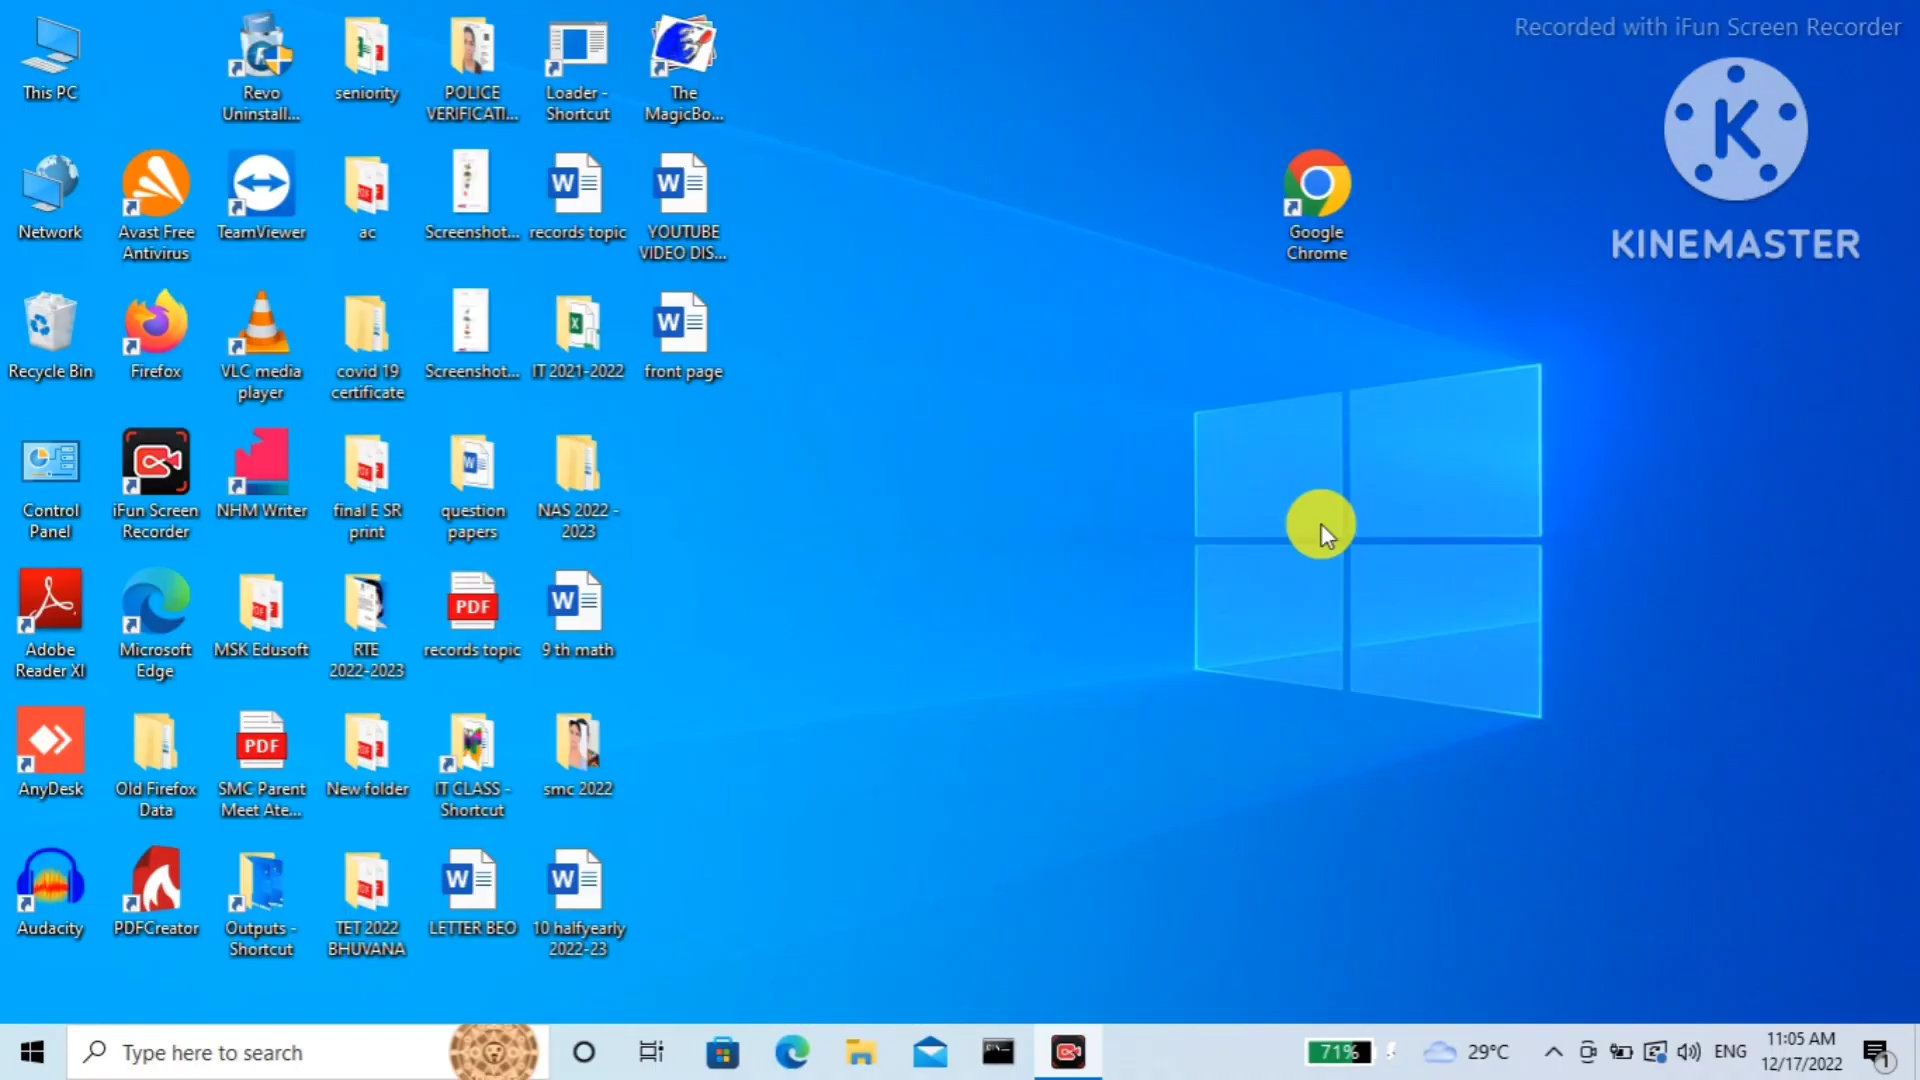 Recorded with iFun Screen Recorder
KINEMASTER
This PC
Revo
Uninstall...
seniority
POLICE
VERIFICATI...
Loader -
Shortcut
The
MagicBo...
Network
Avast Free
Antivirus
TeamViewer
ac
Screenshot...
records topic
YOUTUBE
VIDEO DIS...
Google
Chrome
Recycle Bin
Firefox
VLC media
player
covid 19
certificate
Screenshot...
IT 2021-2022
front page
Control
Panel
iFun Screen
Recorder
NHM Writer
final E SR
print
question
papers
NAS 2022 -
2023
Adobe
Reader XI
Microsoft
Edge
MSK Edusoft
RTE
2022-2023
PDF
records topic
9 th math
AnyDesk
Old Firefox
Data
PDF
SMC Parent
Meet Ate...
New folder
IT CLASS -
Shortcut
smc 2022
Audacity
PDFCreator
Outputs -
Shortcut
TET 2022
BHUVANA
LETTER BEO
10 halfyearly
2022-23
Type here to search
71%
29°C
ENG
11:05 AM
12/17/2022
1